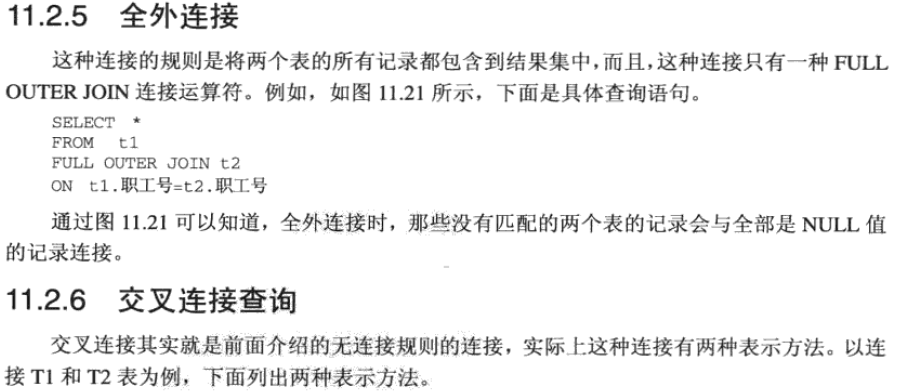 11.2.5 全外连接
这种连接的规则是将两个表的所有记录都包含到结果集中,而且,这种连接只有一种 FULL
OUTER JOIN 连接运算符。例如，如图 11.21 所示，下面是具体查询语句。
SELECT *
FROM t1
FULL OUTER JOIN t2
ON t1.职工号=t2.职工号
通过图 11.21 可以知道，全外连接时，那些没有匹配的两个表的记录会与全部是 NULL 值
的记录连接。
11.2.6 交叉连接查询
交叉连接其实就是前面介绍的无连接规则的连接，实际上这种连接有两种表示方法。以连
接 T1 和 T2 表为例，下面列出两种表示方法。